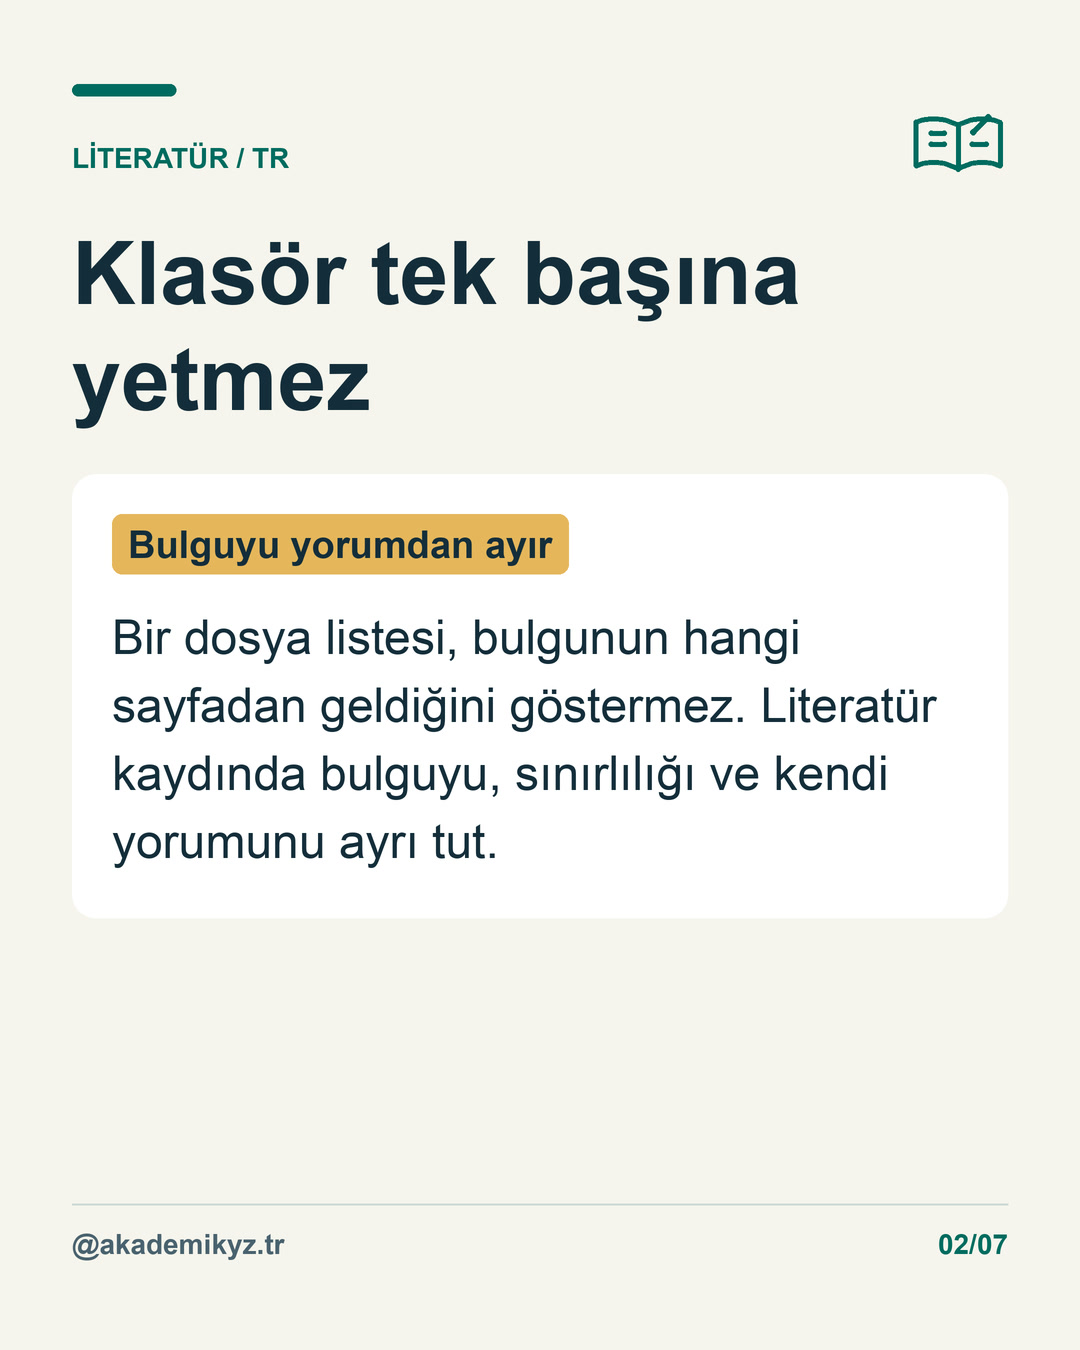 LİTERATÜR / TR
Klasör tek başına
yetmez
Bulguyu yorumdan ayır
Bir dosya listesi, bulgunun hangi
sayfadan geldiğini göstermez. Literatür
kaydında bulguyu, sınırlılığı ve kendi
yorumunu ayrı tut.
@akademikyz.tr
02/07